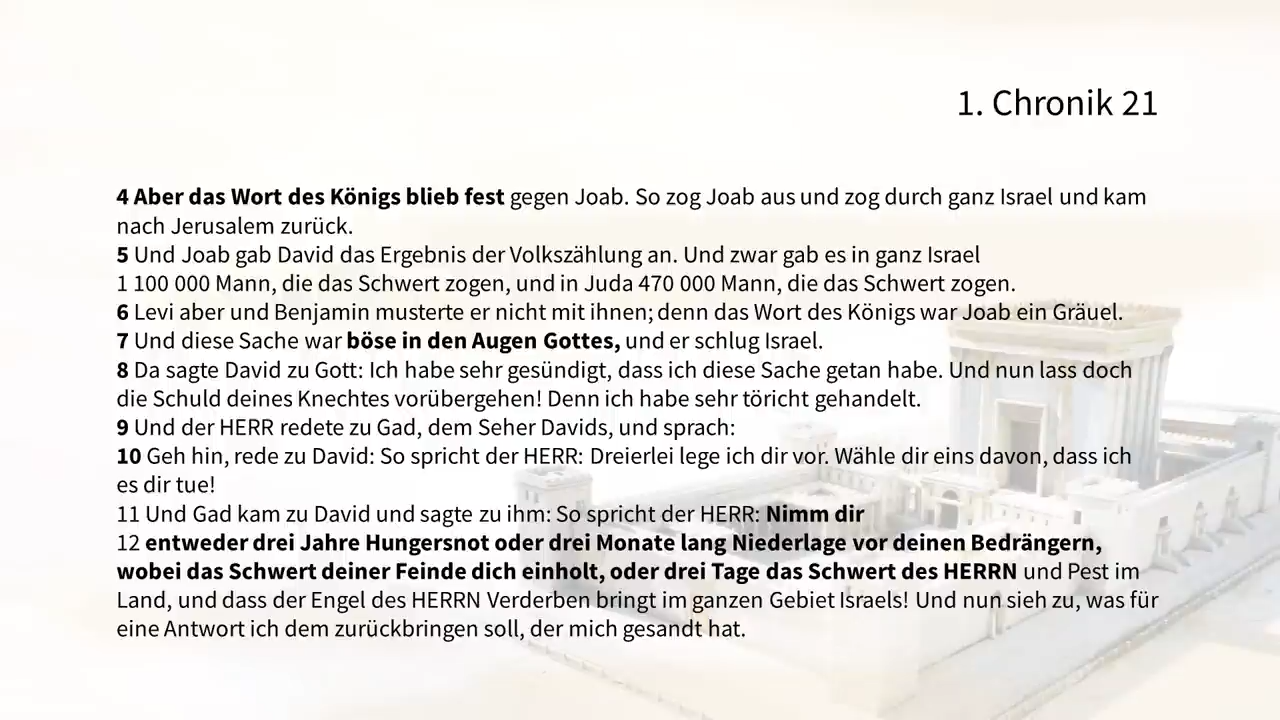 1. Chronik 21
4 Aber das Wort des Königs blieb fest gegen Joab. So zog Joab aus und zog durch ganz Israel und kam
nach Jerusalem zurück.
5 Und Joab gab David das Ergebnis der Volkszählung an. Und zwar gab es in ganz Israel
1 100 000 Mann, die das Schwert zogen, und in Juda 470 000 Mann, die das Schwert zogen.
6 Levi aber und Benjamin musterte er nicht mit ihnen; denn das Wort des Königs war Joab ein Gräuel.
7 Und diese Sache war böse in den Augen Gottes, und er schlug Israel.
8 Da sagte David zu Gott: Ich habe sehr gesündigt, dass ich diese Sache getan habe. Und nun lass doch
die Schuld deines Knechtes vorübergehen! Denn ich habe sehr töricht gehandelt.
9 Und der HERR redete zu Gad, dem Seher Davids, und sprach:
10 Geh hin, rede zu David: So spricht der HERR: Dreierlei lege ich dir vor. Wähle dir eins davon, dass ich
es dir tue!
11 Und Gad kam zu David und sagte zu ihm: So spricht der HERR: Nimm dir
12 entweder drei Jahre Hungersnot oder drei Monate lang Niederlage vor deinen Bedrängern,
wobei das Schwert deiner Feinde dich einholt, oder drei Tage das Schwert des HERRN und Pest im
Land, und dass der Engel des HERRN Verderben bringt im ganzen Gebiet Israels! Und nun sieh zu, was für
eine Antwort ich dem zurückbringen soll, der mich gesandt hat.